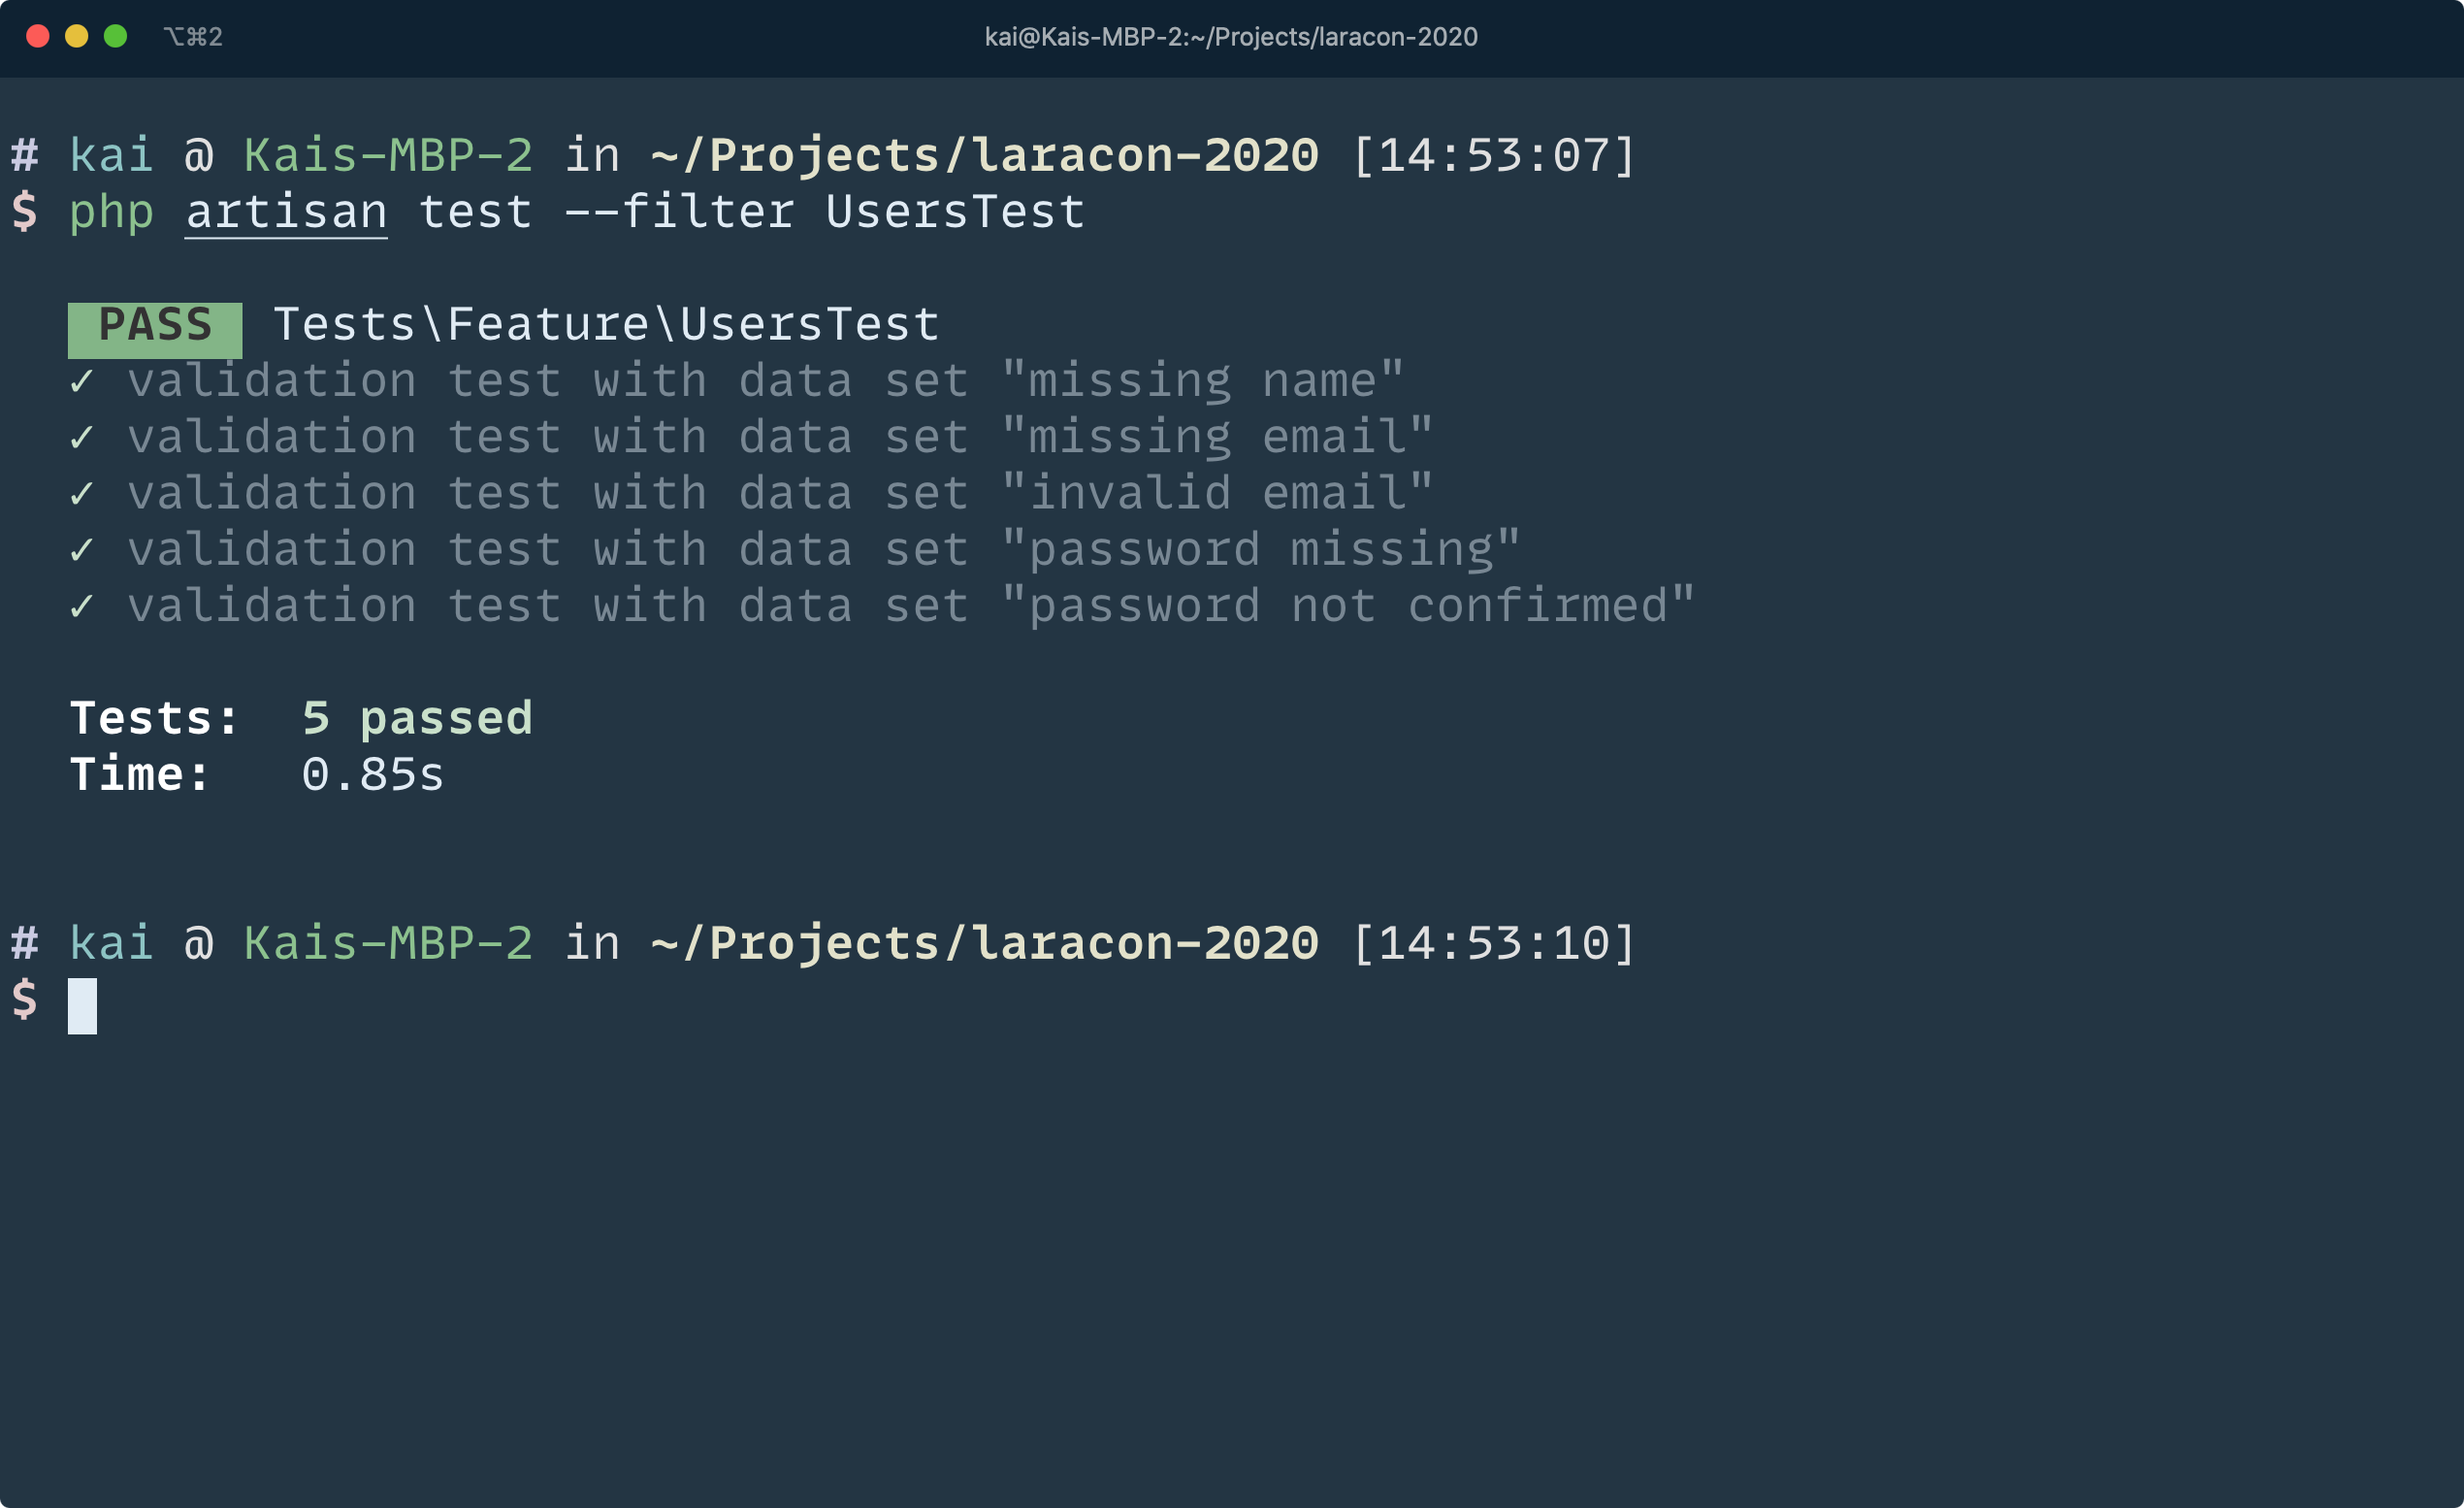 ⌥⌘2
kai@Kais-MBP-2:~/Projects/laracon-2020
# kai @ Kais-MBP-2 in ~/Projects/laracon-2020 [14:53:07]
$ php artisan test --filter UsersTest
PASS Tests\Feature\UsersTest
✓ validation test with data set "missing name"
✓ validation test with data set "missing email"
✓ validation test with data set "invalid email"
✓ validation test with data set "password missing"
✓ validation test with data set "password not confirmed"
Tests: 5 passed
Time: 0.85s
# kai @ Kais-MBP-2 in ~/Projects/laracon-2020 [14:53:10]
$